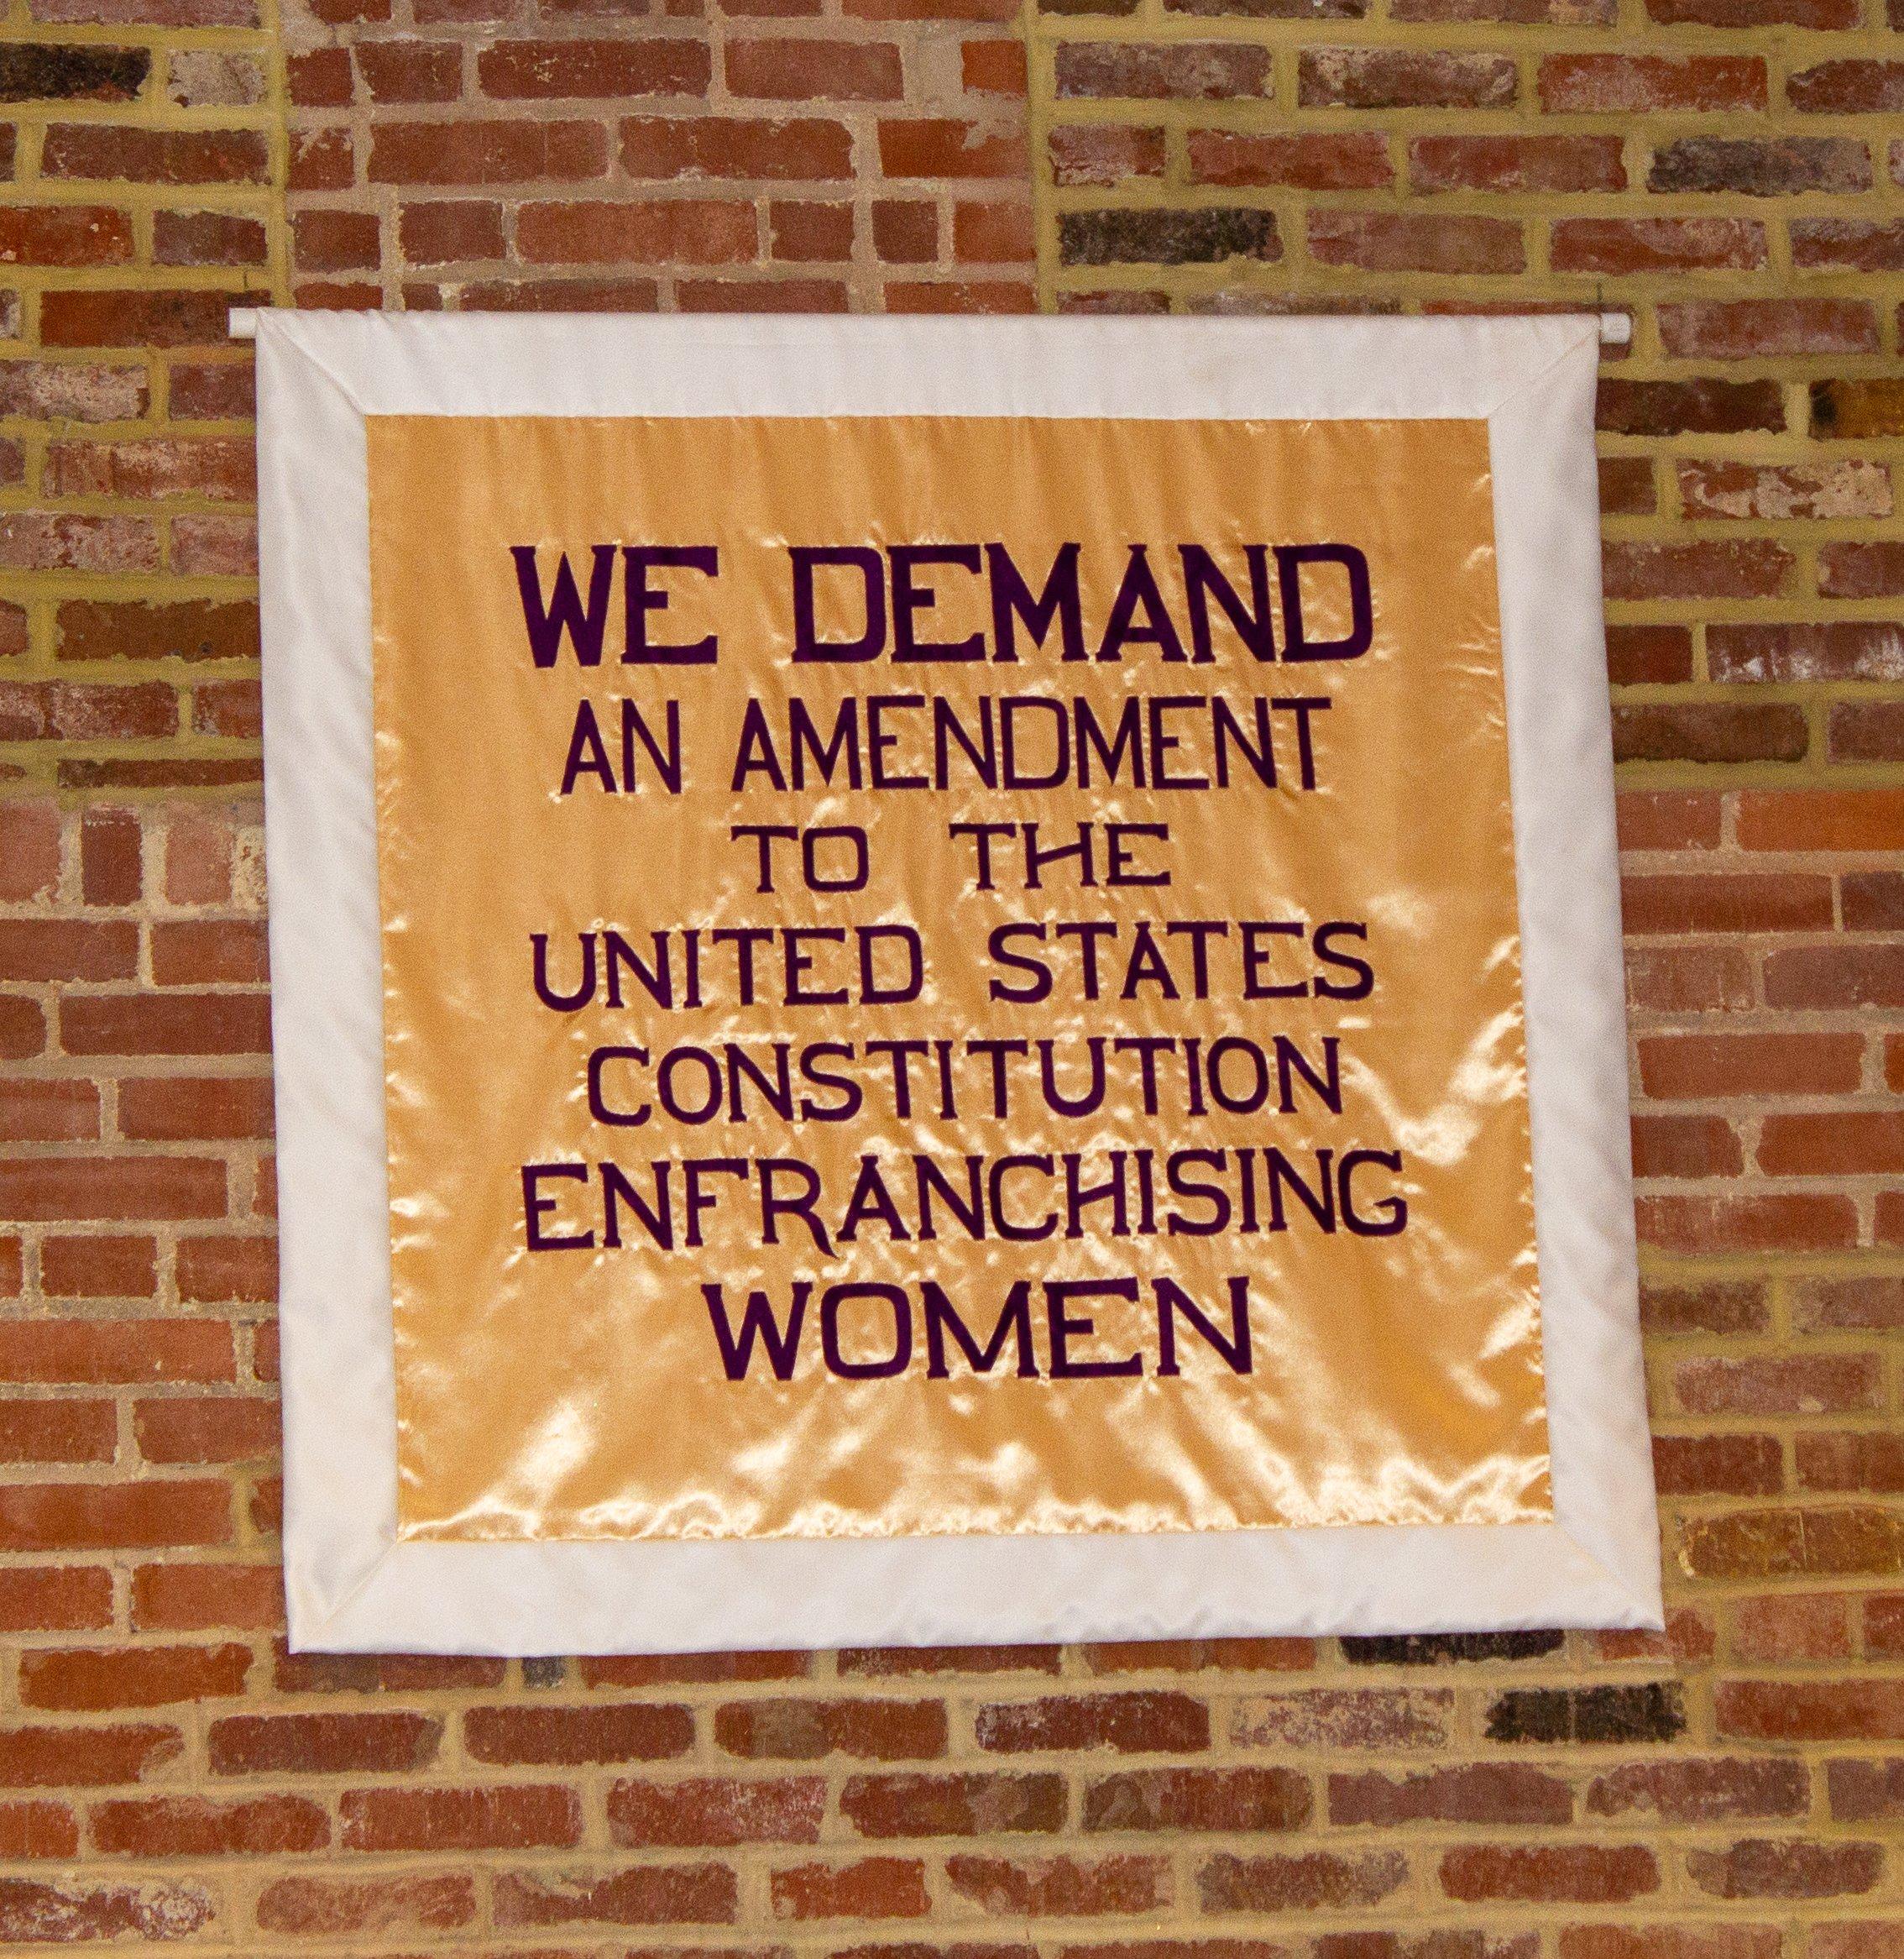 WE DEMAND
AN AMENDMENT
TO THE
UNITED STATES
CONSTITUTION
ENFRANCHISING
WOMEN